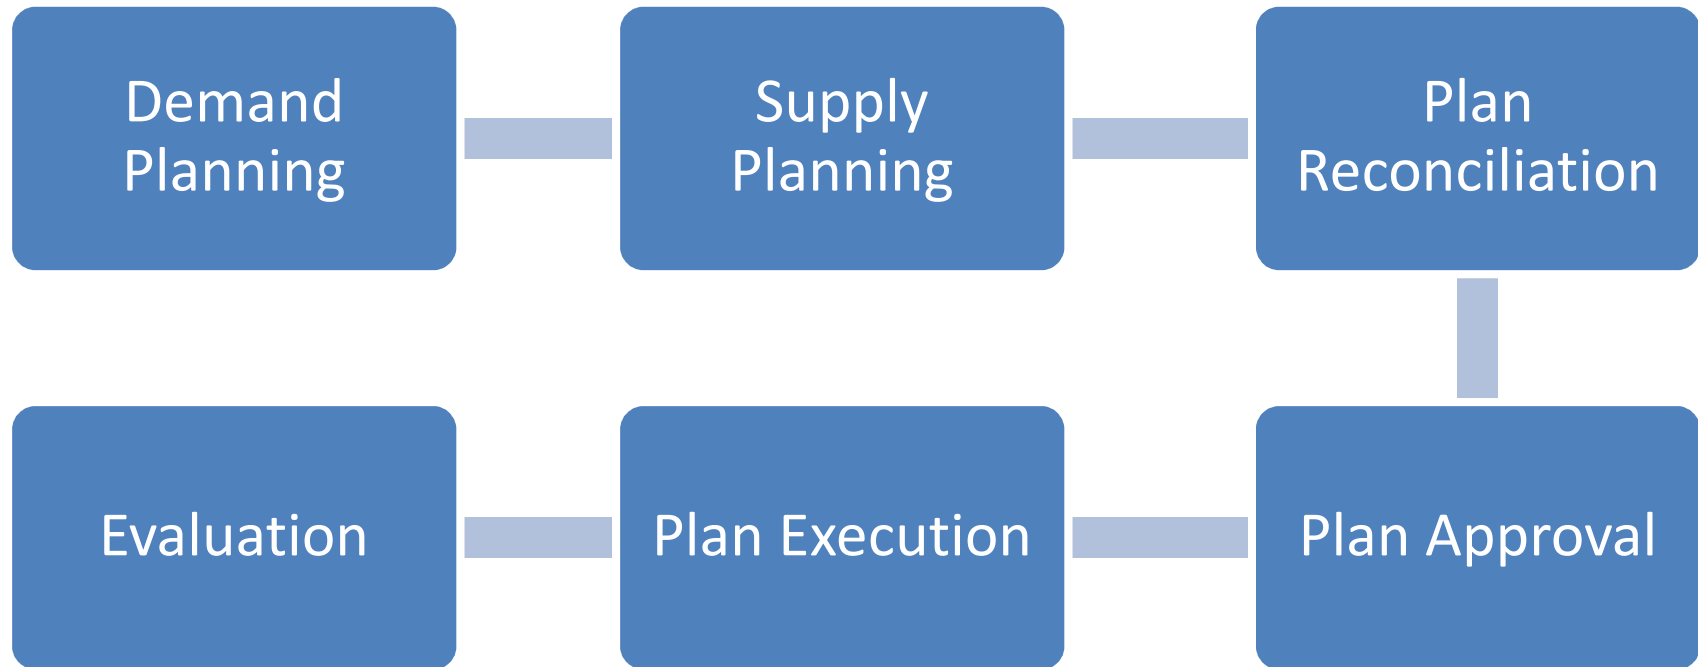 Demand
Planning
Supply
Planning
Plan
Reconciliation
Evaluation
Plan Execution
Plan Approval